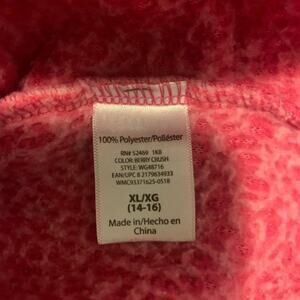 100% Polyester/Poliéster
RN# 52469 1KB
COLOR: BERRY CRUSH
STYLE: WG48716
EAN/UPC 8 2179634933
WMC93371625-0518
XL/XG
(14-16)
Made in/Hecho en
China